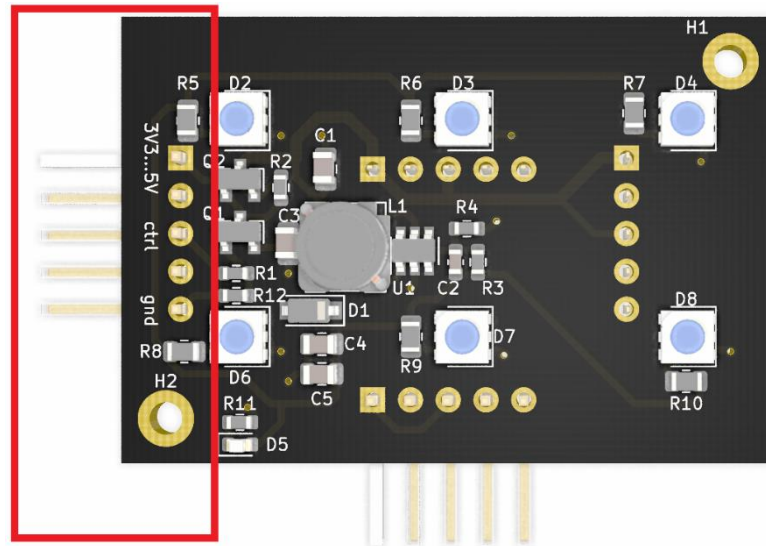 H1
R5
D2
R6
D3
R7
D4
3V3...5V
C1
Q2
R2
L1
C3
R4
ctrl
Q1
R1
U1
C2
R3
R12
D1
gnd
D8
D7
R8
C4
R9
D6
H2
C5
R10
R11
D5